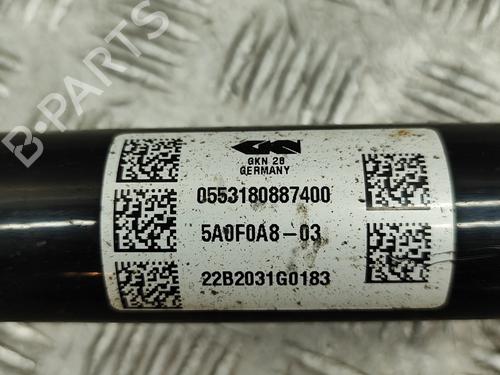 B-PARTS
GKN
GKN 28
GERMANY
0553180887400
5A0F0A8-03
22B2031G0183